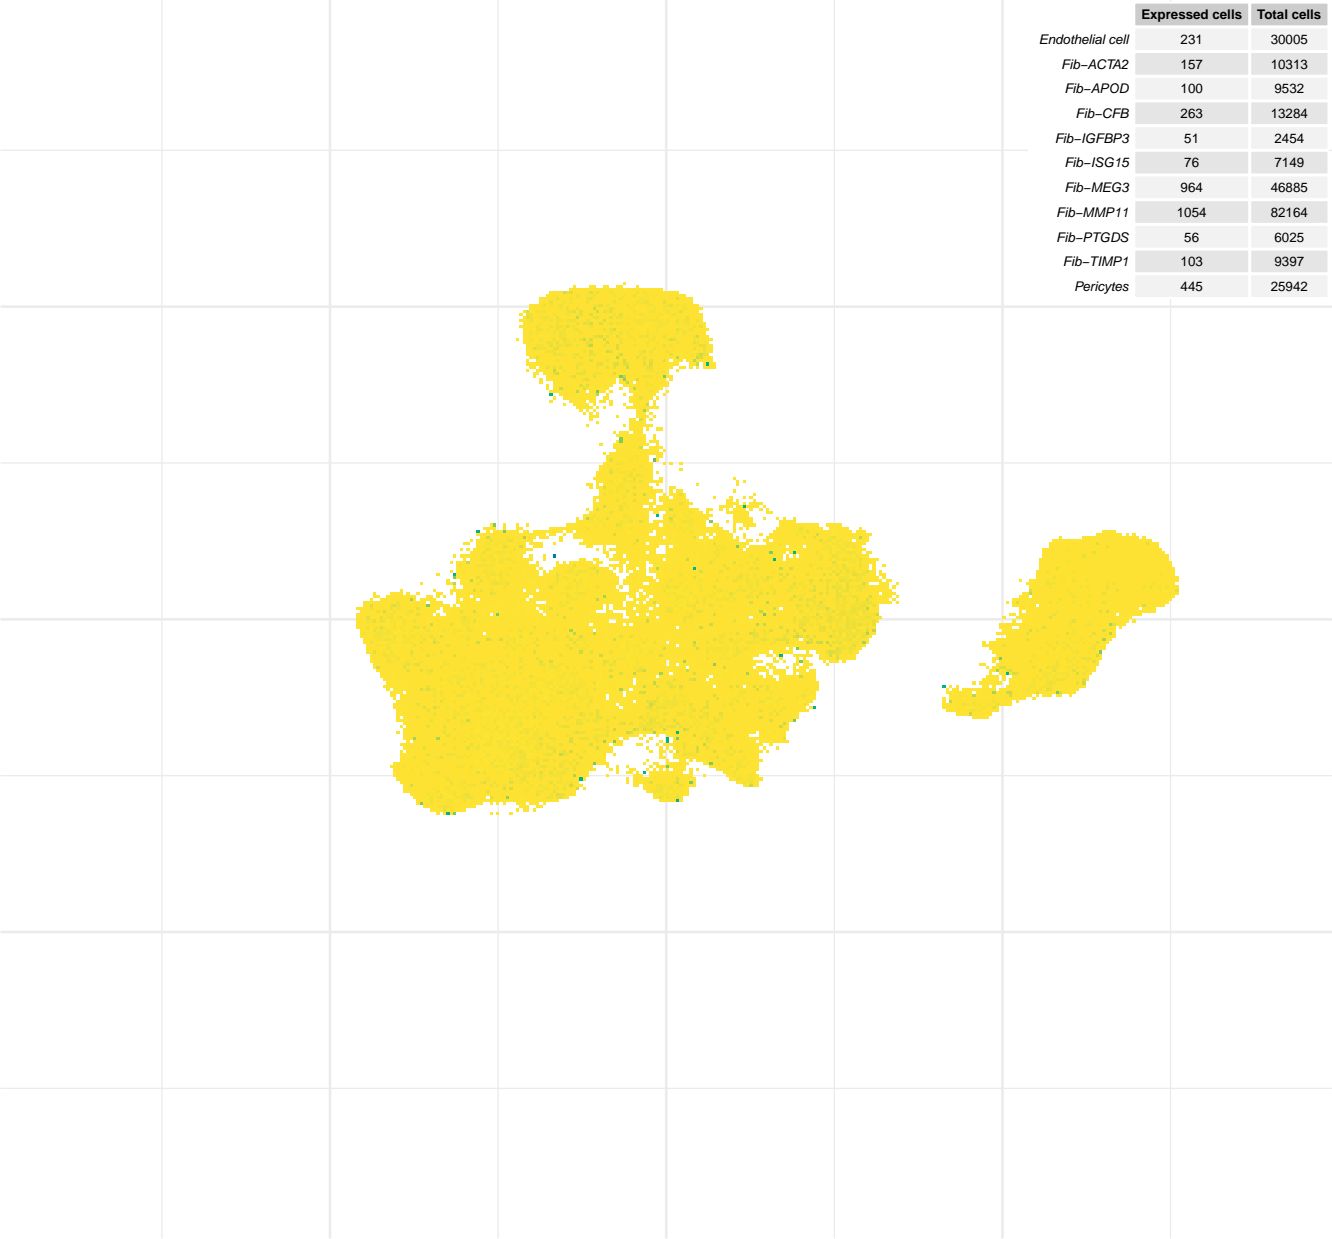 Expressed cells Total cells
Endothelial cell 231 30005
Fib−ACTA2 157 10313
Fib−APOD 100 9532
Fib−CFB 263 13284
Fib−IGFBP3 51 2454
Fib−ISG15 76 7149
Fib−MEG3 964 46885
Fib−MMP11 1054 82164
Fib−PTGDS 56 6025
Fib−TIMP1 103 9397
Pericytes 445 25942